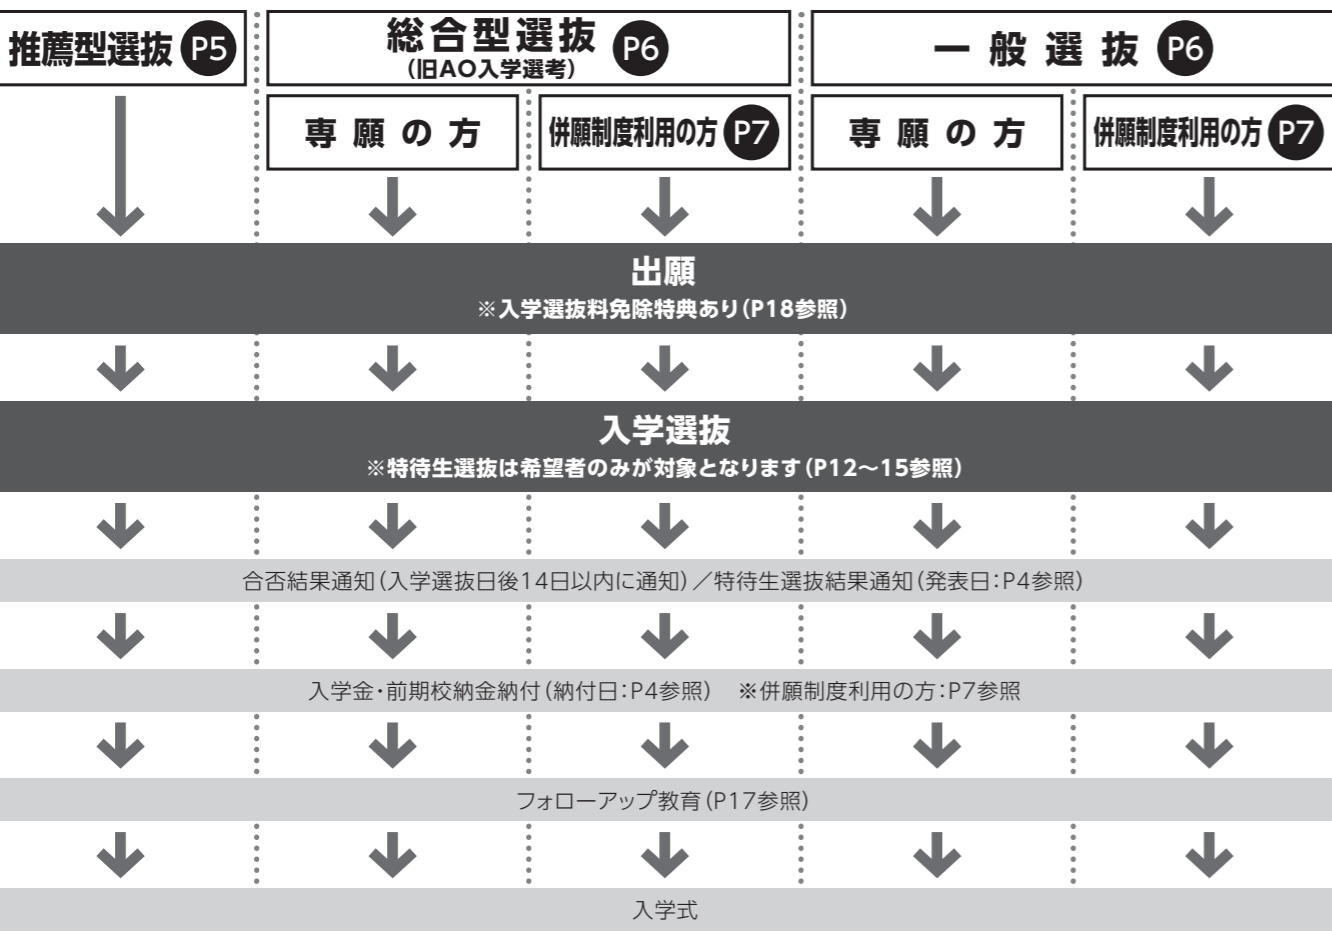 推薦型選抜 P5
総合型選抜 P6
(旧AO入学選考)
一般選抜 P6
専願の方
併願制度利用の方 P7
専願の方
併願制度利用の方 P7
出願
※入学選抜料免除特典あり(P18参照)
入学選抜
※特待生選抜は希望者のみが対象となります(P12〜15参照)
合否結果通知(入学選抜日後14日以内に通知)/特待生選抜結果通知(発表日:P4参照)
入学金・前期校納金納付(納付日:P4参照) ※併願制度利用の方:P7参照
フォローアップ教育(P17参照)
入学式